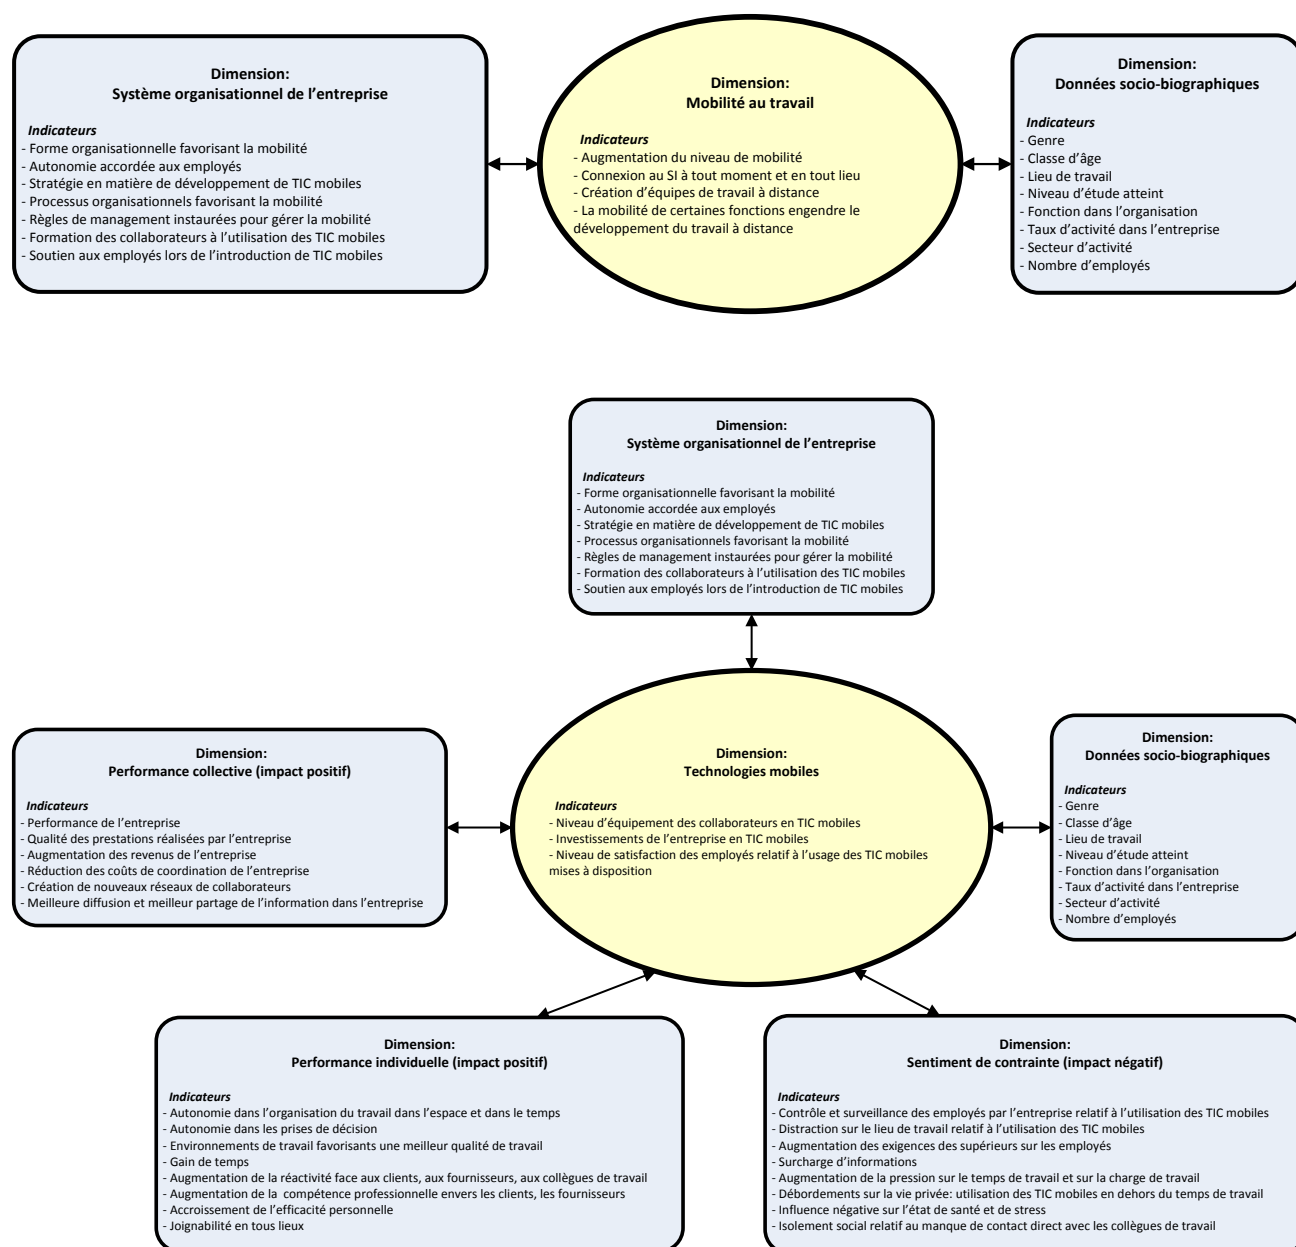 Dimension:
Système organisationnel de l'entreprise
Indicateurs
- Forme organisationnelle favorisant la mobilité
- Autonomie accordée aux employés
- Stratégie en matière de développement de TIC mobiles
- Processus organisationnels favorisant la mobilité
- Règles de management instaurées pour gérer la mobilité
- Formation des collaborateurs à l'utilisation des TIC mobiles
- Soutien aux employés lors de l'introduction de TIC mobiles
Dimension:
Mobilité au travail
Indicateurs
- Augmentation du niveau de mobilité
- Connexion au SI à tout moment et en tout lieu
- Création d'équipes de travail à distance
- La mobilité de certaines fonctions engendre le
développement du travail à distance
Dimension:
Données socio-biographiques
Indicateurs
- Genre
- Classe d'âge
- Lieu de travail
- Niveau d'étude atteint
- Fonction dans l'organisation
- Taux d'activité dans l'entreprise
- Secteur d'activité
- Nombre d'employés
Dimension:
Système organisationnel de l'entreprise
Indicateurs
- Forme organisationnelle favorisant la mobilité
- Autonomie accordée aux employés
- Stratégie en matière de développement de TIC mobiles
- Processus organisationnels favorisant la mobilité
- Règles de management instaurées pour gérer la mobilité
- Formation des collaborateurs à l'utilisation des TIC mobiles
- Soutien aux employés lors de l'introduction de TIC mobiles
Dimension:
Performance collective (impact positif)
Indicateurs
- Performance de l'entreprise
- Qualité des prestations réalisées par l'entreprise
- Augmentation des revenus de l'entreprise
- Réduction des coûts de coordination de l'entreprise
- Création de nouveaux réseaux de collaborateurs
- Meilleure diffusion et meilleur partage de l'information dans l'entreprise
Dimension:
Technologies mobiles
Indicateurs
- Niveau d'équipement des collaborateurs en TIC mobiles
- Investissements de l'entreprise en TIC mobiles
- Niveau de satisfaction des employés relatif à l'usage des TIC mobiles
mises à disposition
Dimension:
Données socio-biographiques
Indicateurs
- Genre
- Classe d'âge
- Lieu de travail
- Niveau d'étude atteint
- Fonction dans l'organisation
- Taux d'activité dans l'entreprise
- Secteur d'activité
- Nombre d'employés
Dimension:
Performance individuelle (impact positif)
Indicateurs
- Autonomie dans l'organisation du travail dans l'espace et dans le temps
- Autonomie dans les prises de décision
- Environnements de travail favorisants une meilleur qualité de travail
- Gain de temps
- Augmentation de la réactivité face aux clients, aux fournisseurs, aux collègues de travail
- Augmentation de la compétence professionnelle envers les clients, les fournisseurs
- Accroissement de l'efficacité personnelle
- Joignabilité en tous lieux
Dimension:
Sentiment de contrainte (impact négatif)
Indicateurs
- Contrôle et surveillance des employés par l'entreprise relatif à l'utilisation des TIC mobiles
- Distraction sur le lieu de travail relatif à l'utilisation des TIC mobiles
- Augmentation des exigences des supérieurs sur les employés
- Surcharge d'informations
- Augmentation de la pression sur le temps de travail et sur la charge de travail
- Débordements sur la vie privée: utilisation des TIC mobiles en dehors du temps de travail
- Influence négative sur l'état de santé et de stress
- Isolement social relatif au manque de contact direct avec les collègues de travail